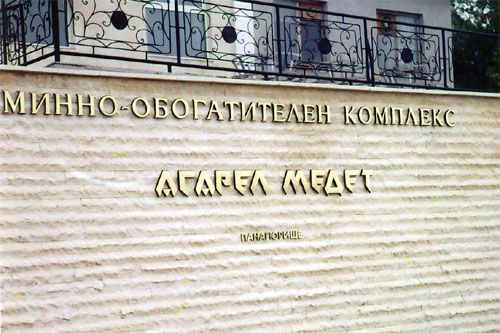 МИННО-ОБОГАТИТЕЛЕН КОМПЛЕКС
АСАРЕЛ МЕДЕТ
ПАНАГЮРИЩЕ